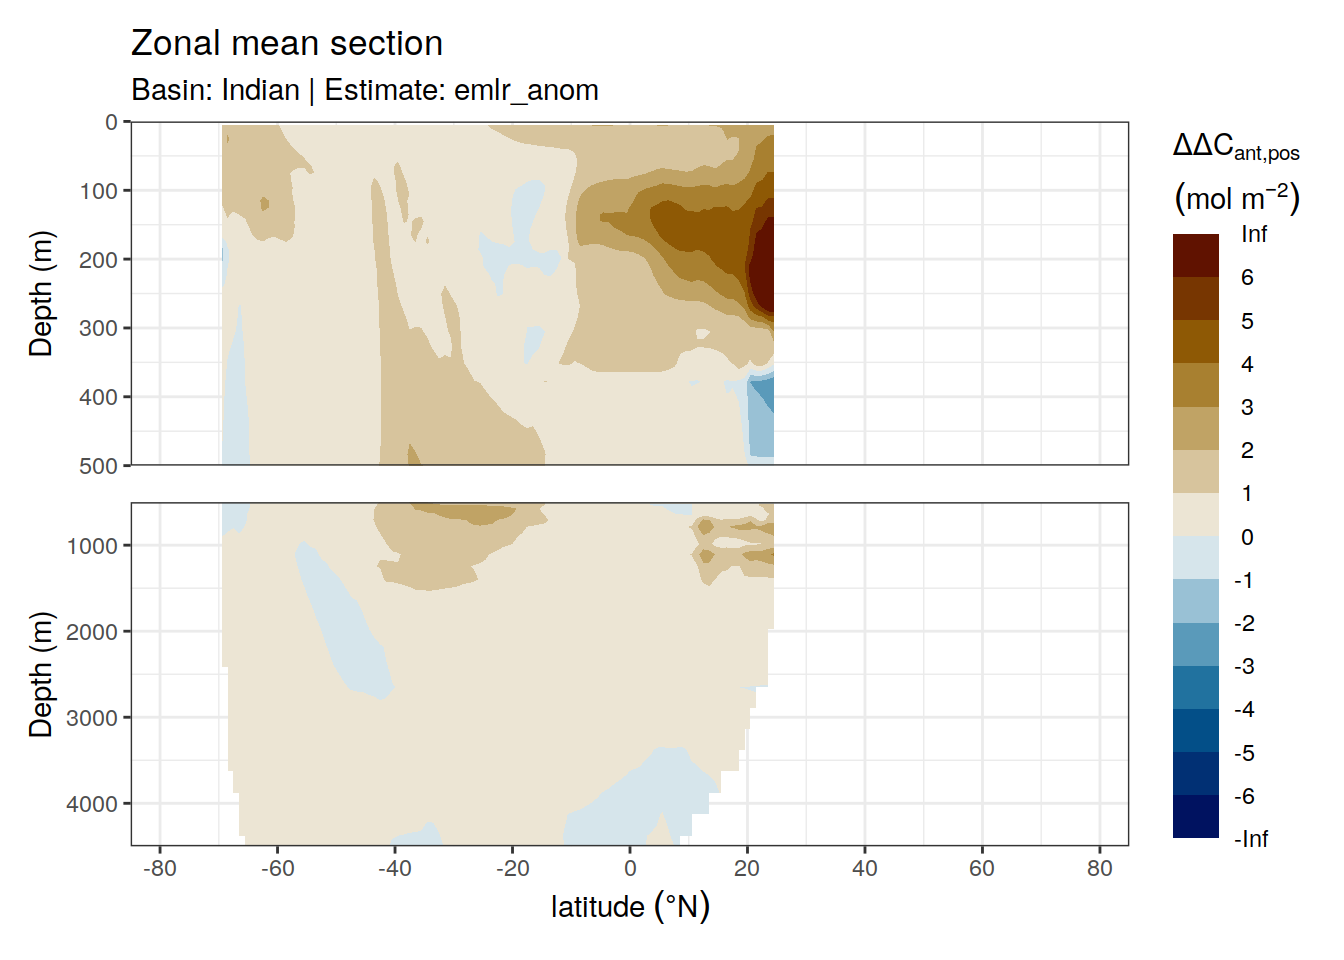 Zonal mean section
Basin: Indian | Estimate: emlr_anom
Depth (m)
0
100
200
300
400
500
Depth (m)
1000
2000
3000
4000
-80 -60 -40 -20 0 20 40 60 80
latitude (°N)
ΔΔC_ant,pos
(mol m⁻²)
Inf
6
5
4
3
2
1
0
-1
-2
-3
-4
-5
-6
-Inf